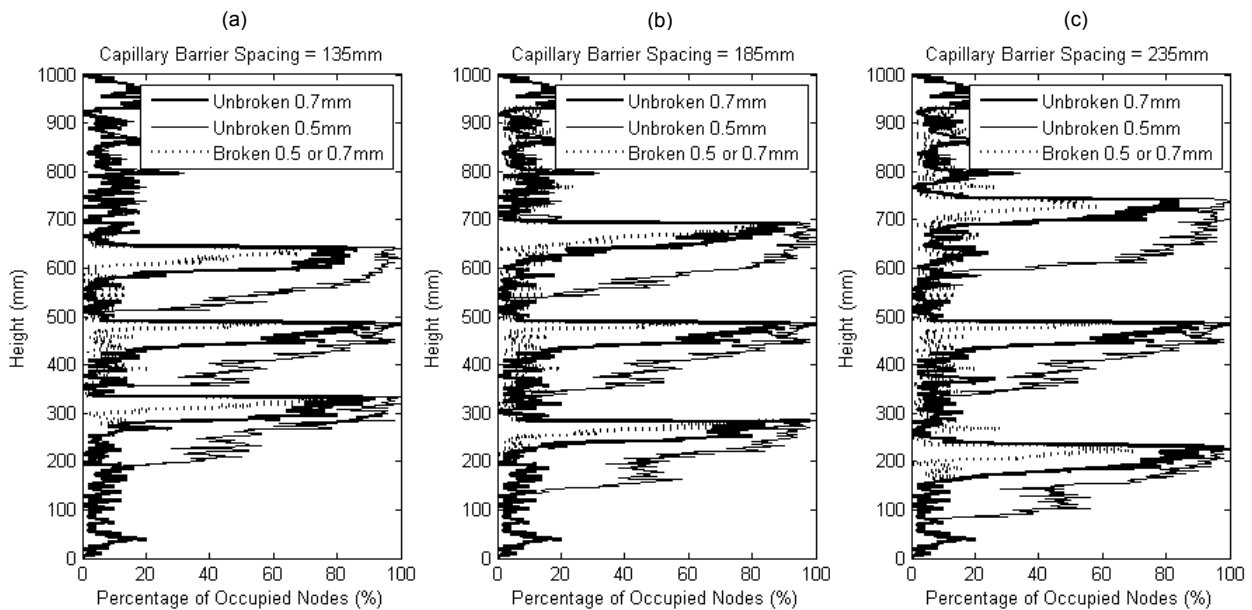 (a)
Capillary Barrier Spacing = 135mm
Unbroken 0.7mm
Unbroken 0.5mm
Broken 0.5 or 0.7mm
1000
900
800
700
600
500
400
300
200
100
0
Height (mm)
0 20 40 60 80 100
Percentage of Occupied Nodes (%)
(b)
Capillary Barrier Spacing = 185mm
Unbroken 0.7mm
Unbroken 0.5mm
Broken 0.5 or 0.7mm
1000
900
800
700
600
500
400
300
200
100
0
Height (mm)
0 20 40 60 80 100
Percentage of Occupied Nodes (%)
(c)
Capillary Barrier Spacing = 235mm
Unbroken 0.7mm
Unbroken 0.5mm
Broken 0.5 or 0.7mm
1000
900
800
700
600
500
400
300
200
100
0
Height (mm)
0 20 40 60 80 100
Percentage of Occupied Nodes (%)